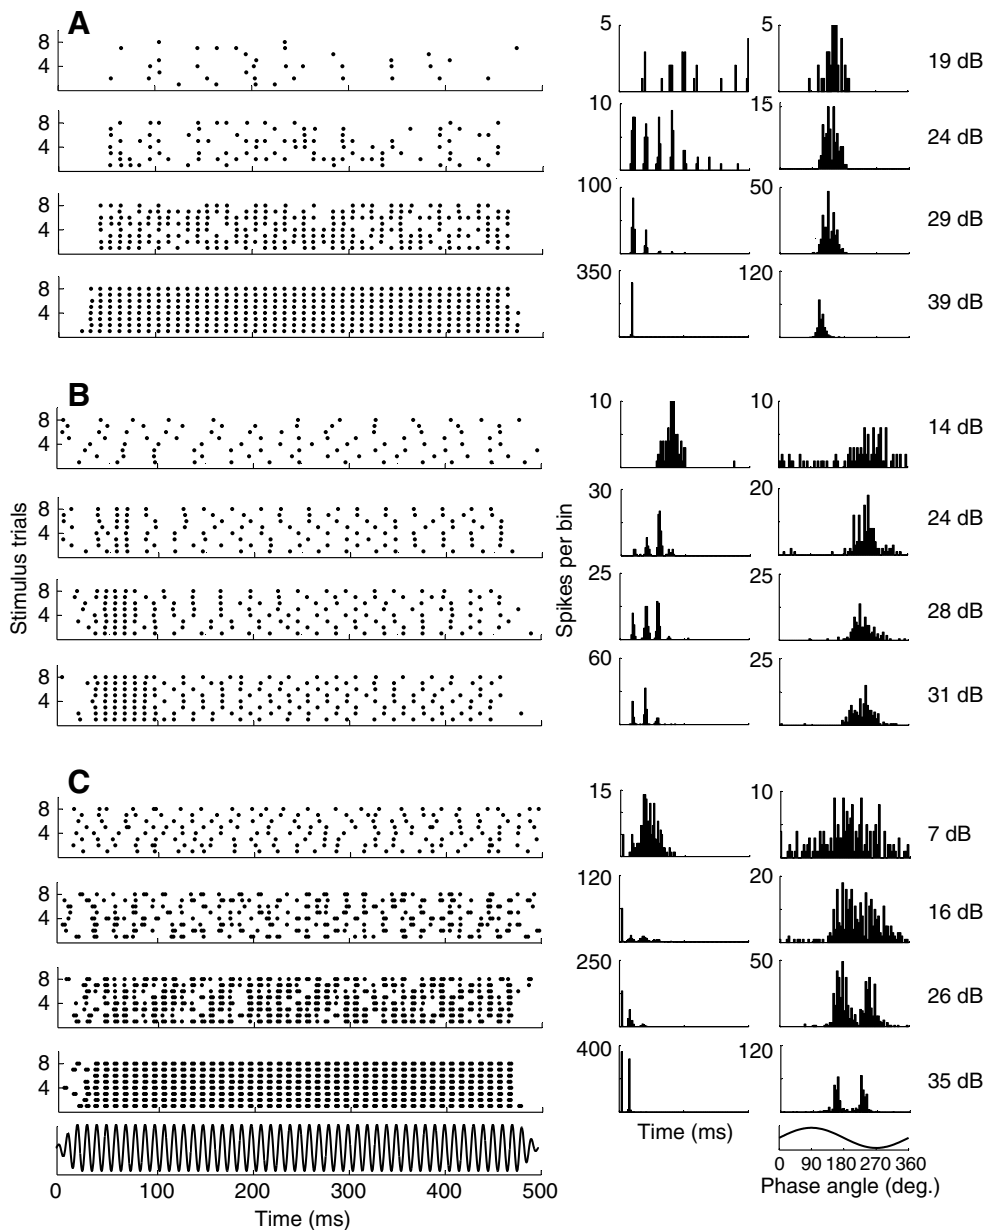 A
8
4
5
5
19 dB
8
4
10
15
24 dB
8
4
100
50
29 dB
8
4
350
120
39 dB
B
8
4
10
10
14 dB
8
4
30
20
24 dB
8
4
25
25
28 dB
8
4
60
25
31 dB
Stimulus trials
Spikes per bin
C
8
4
15
10
7 dB
8
4
120
20
16 dB
8
4
250
50
26 dB
8
4
400
120
35 dB
Time (ms)
0 90 180 270 360
Phase angle (deg.)
0 100 200 300 400 500
Time (ms)